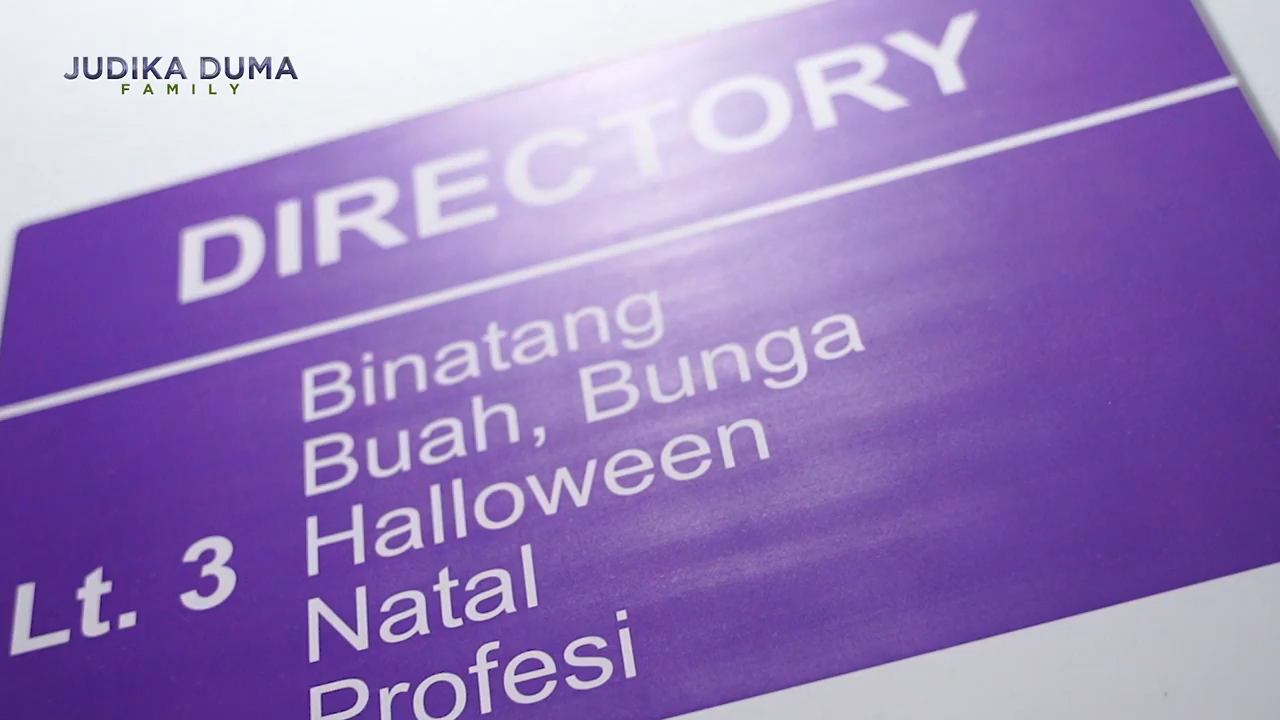 JUDIKA DUMA
FAMILY
DIRECTORY
Binatang
Buah, Bunga
Halloween
Lt. 3
Natal
Profesi